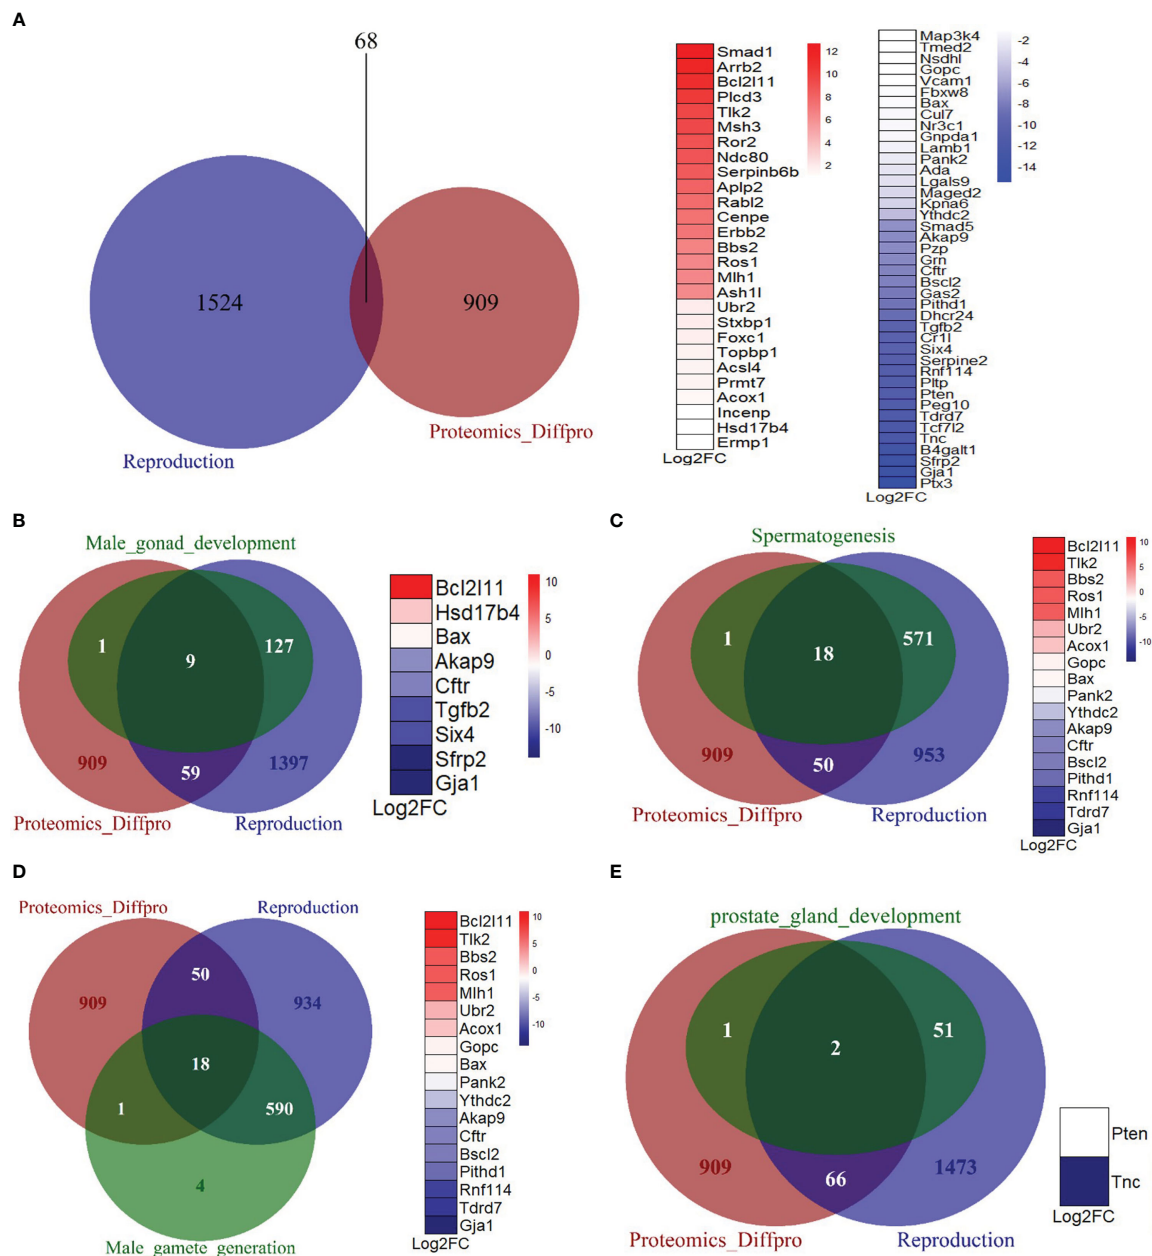 A
68
1524
909
Reproduction
Proteomics_Diffpro
Smad1
Arrb2
Bcl2l11
Plcd3
Tlk2
Msh3
Ror2
Ndc80
Serpinb6b
Aplp2
Rabl2
Cenpe
Erbb2
Bbs2
Ros1
Mlh1
Ash1l
Ubr2
Stxbp1
Foxc1
Topbp1
Acsl4
Prmt7
Acox1
Incenp
Hsd17b4
Ermp1
Log2FC
12
10
8
6
4
2
Map3k4
Tmed2
Nsdhl
Gopc
Vcam1
Fbxw8
Bax
Cul7
Nr3c1
Gnpda1
Lamb1
Pank2
Ada
Lgals9
Maged2
Kpna6
Ythdc2
Smad5
Akap9
Pzp
Grn
Cftr
Bscl2
Gas2
Pithd1
Dhcr24
Tgfb2
Cr1l
Six4
Serpine2
Rnf114
Pltp
Pten
Peg10
Tdrd7
Tcf7l2
Tnc
B4galt1
Sfrp2
Gja1
Ptx3
Log2FC
-2
-4
-6
-8
-10
-12
-14
B
Male_gonad_development
1
9
127
909
59
1397
Proteomics_Diffpro
Reproduction
Bcl2l11
Hsd17b4
Bax
Akap9
Cftr
Tgfb2
Six4
Sfrp2
Gja1
Log2FC
10
5
0
-5
-10
C
Spermatogenesis
1
18
571
909
50
953
Proteomics_Diffpro
Reproduction
Bcl2l11
Tlk2
Bbs2
Ros1
Mlh1
Ubr2
Acox1
Gopc
Bax
Pank2
Ythdc2
Akap9
Cftr
Bscl2
Pithd1
Rnf114
Tdrd7
Gja1
Log2FC
10
5
0
-5
-10
D
Proteomics_Diffpro
Reproduction
50
909
934
18
1
590
4
Male_gamete_generation
Bcl2l11
Tlk2
Bbs2
Ros1
Mlh1
Ubr2
Acox1
Gopc
Bax
Pank2
Ythdc2
Akap9
Cftr
Bscl2
Pithd1
Rnf114
Tdrd7
Gja1
Log2FC
10
5
0
-5
-10
E
prostate_gland_development
1
2
51
909
66
1473
Proteomics_Diffpro
Reproduction
Pten
Tnc
Log2FC